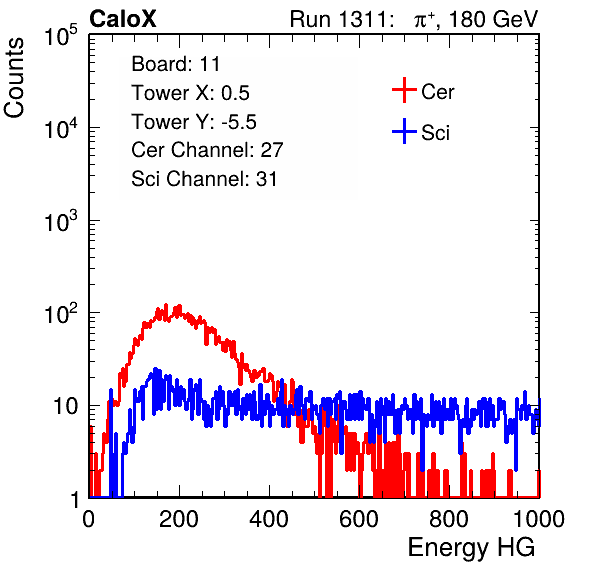 CaloX Run 1311: π⁺, 180 GeV
Board: 11
Tower X: 0.5
Tower Y: -5.5
Cer Channel: 27
Sci Channel: 31
Cer
Sci
Counts
10⁵
10⁴
10³
10²
10
1
0 200 400 600 800 1000
Energy HG